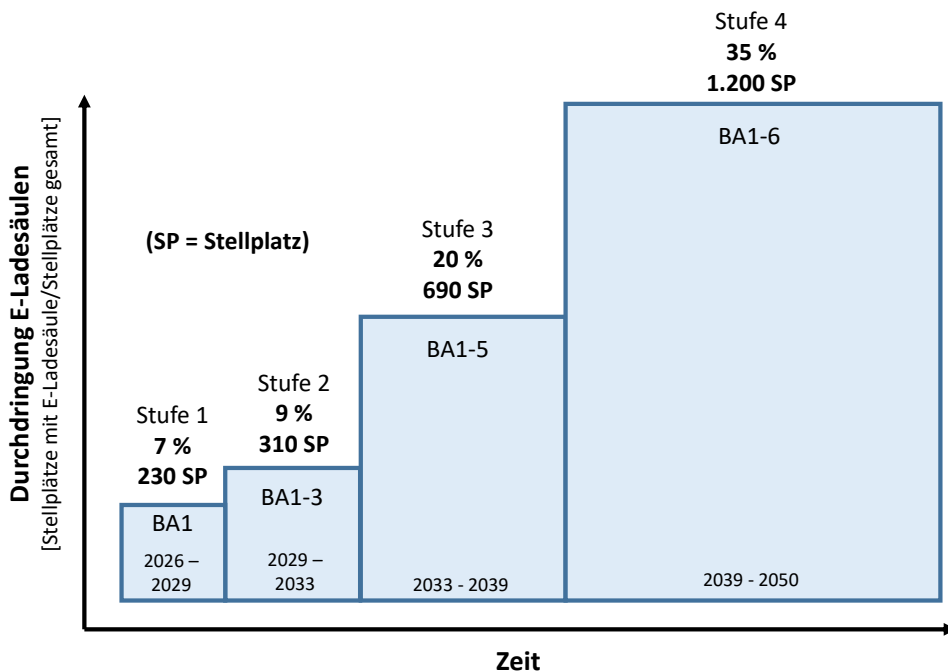 Stufe 4
35 %
1.200 SP
BA1-6
2039 - 2050
Stufe 3
20 %
690 SP
BA1-5
2033 - 2039
(SP = Stellplatz)
Stufe 2
9 %
310 SP
BA1-3
2029 –
2033
Stufe 1
7 %
230 SP
BA1
2026 –
2029
Durchdringung E-Ladesäulen
[Stellplätze mit E-Ladesäule/Stellplätze gesamt]
Zeit